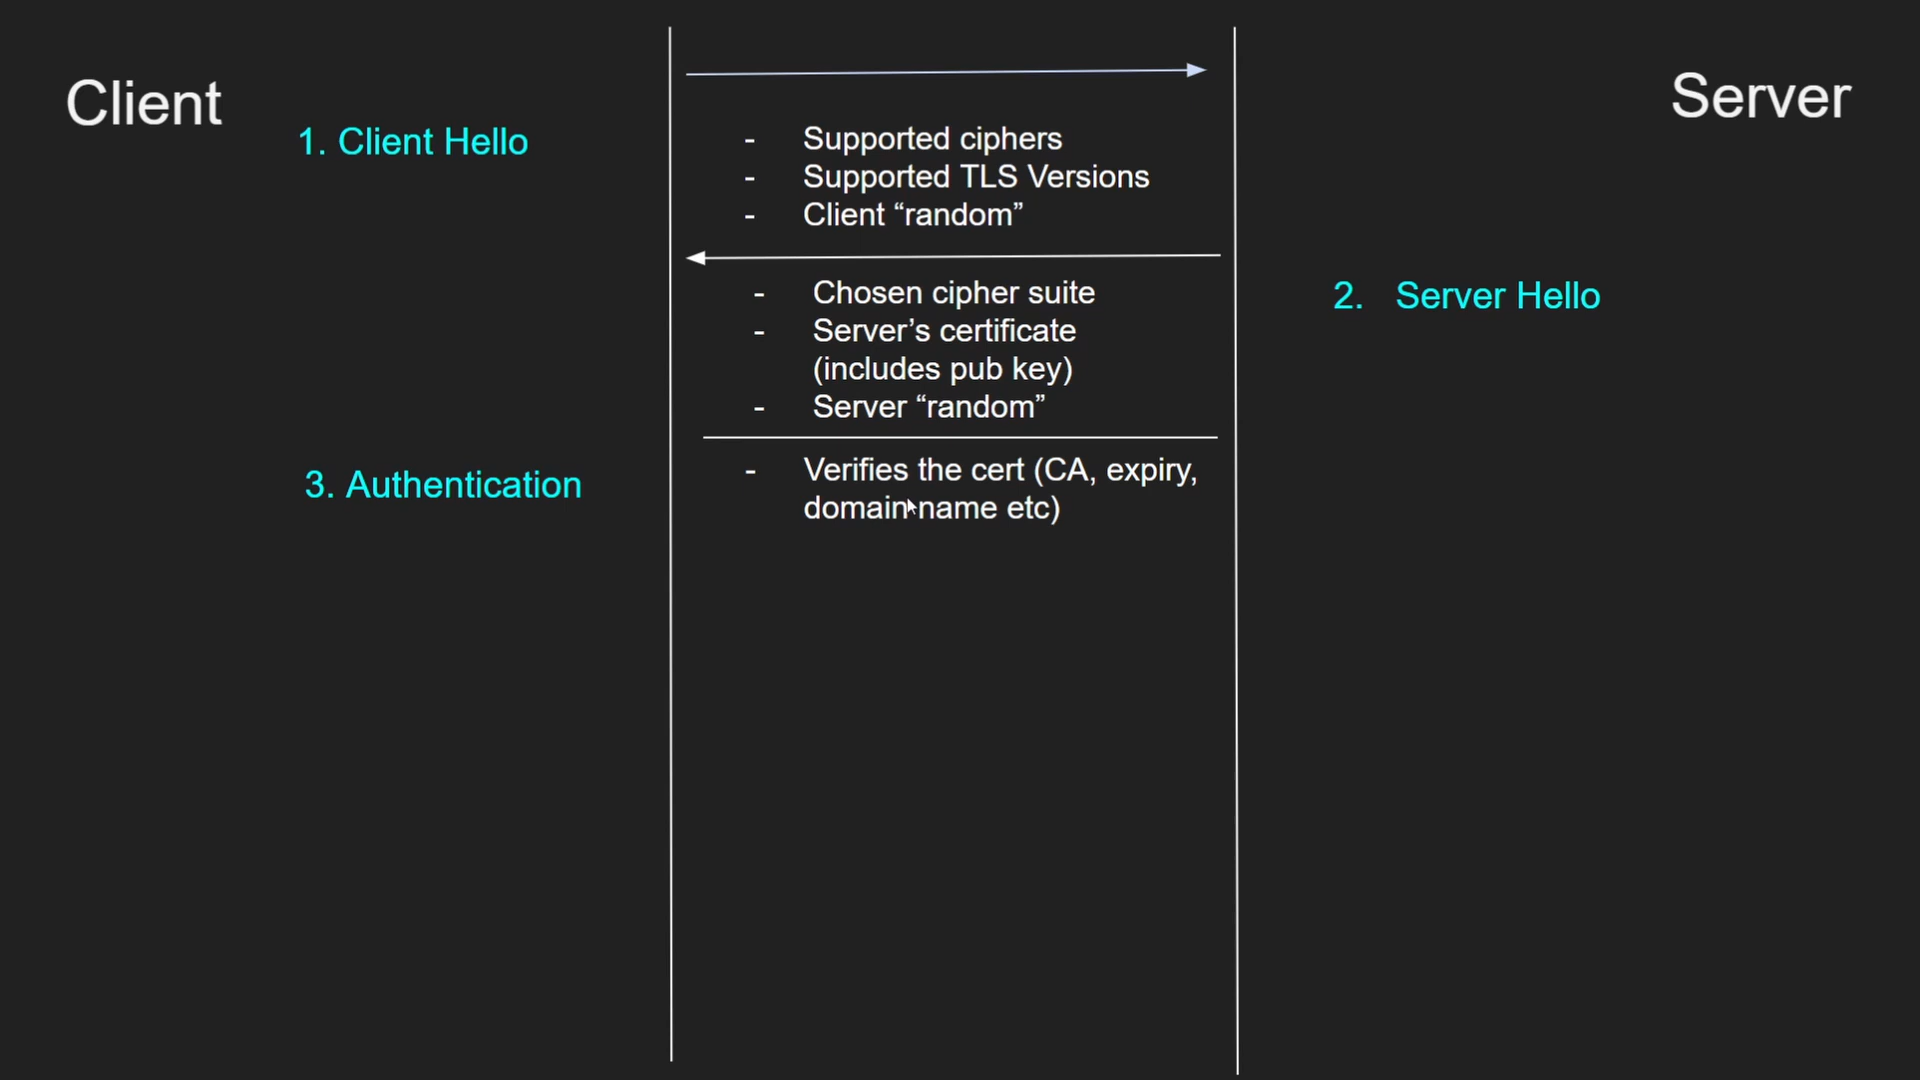 Client
Server
1. Client Hello
- Supported ciphers
- Supported TLS Versions
- Client “random”
2. Server Hello
- Chosen cipher suite
- Server’s certificate
(includes pub key)
- Server “random”
3. Authentication
- Verifies the cert (CA, expiry,
domain name etc)